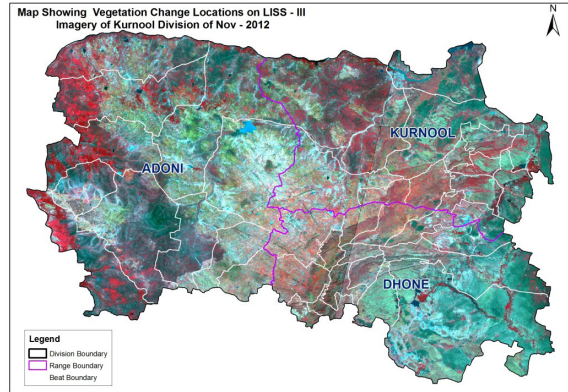 Map Showing Vegetation Change Locations on LISS - III
Imagery of Kurnool Division of Nov - 2012
N
KURNOOL
ADONI
DHONE
Legend
Division Boundary
Range Boundary
Beat Boundary